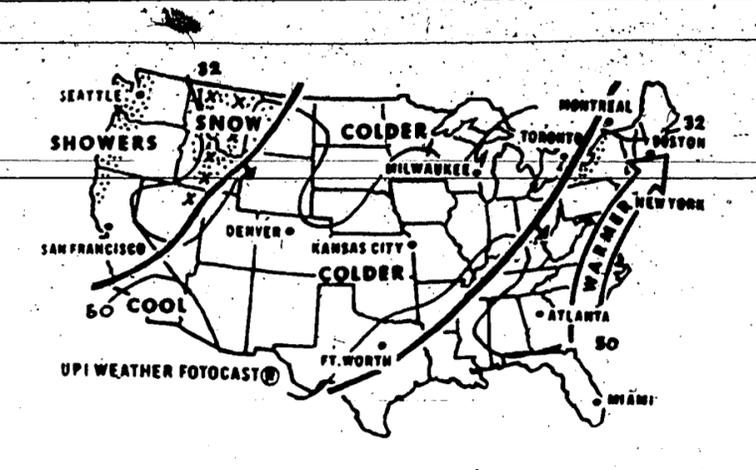 32
SEATTLE
SNOW
SHOWERS
COLDER
MONTREAL
TORONTO
32
BOSTON
MILWAUKEE
NEW YORK
WARMER
DENVER
KANSAS CITY
SAN FRANCISCO
COLDER
50
COOL
ATLANTA
50
FT. WORTH
UPI WEATHER FOTOCAST®
MIAMI